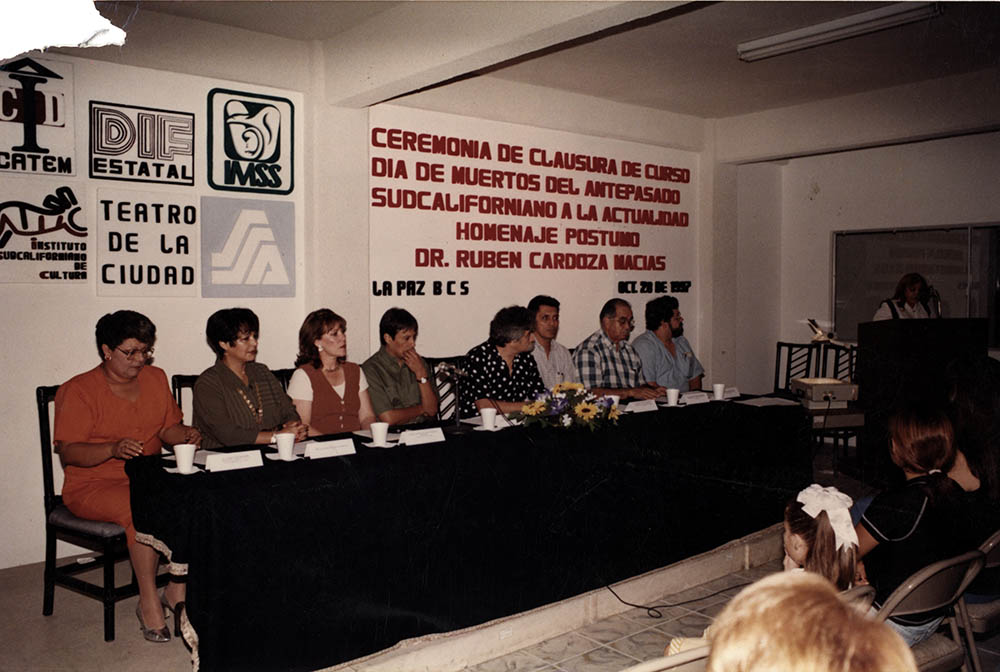 CATEM
DIF
ESTATAL
IMSS
INSTITUTO
SUDCALIFORNIANO
DE
CULTURA
TEATRO
DE LA
CIUDAD
CEREMONIA DE CLAUSURA DE CURSO
DIA DE MUERTOS DEL ANTEPASADO
SUDCALIFORNIANO A LA ACTUALIDAD
HOMENAJE POSTUMO
DR. RUBEN CARDOZA MACIAS
LA PAZ B C S OCT. 28 DE 1997